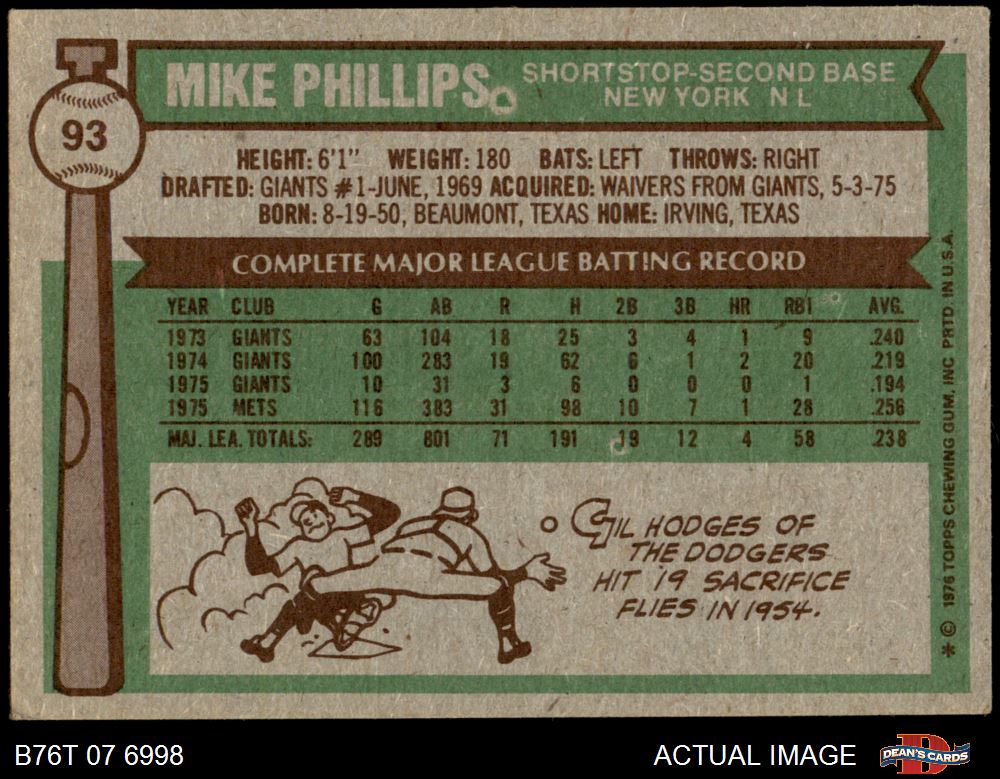 MIKE PHILLIPS
SHORTSTOP-SECOND BASE
NEW YORK N L
93
HEIGHT: 6'1" WEIGHT: 180 BATS: LEFT THROWS: RIGHT
DRAFTED: GIANTS #1-JUNE, 1969 ACQUIRED: WAIVERS FROM GIANTS, 5-3-75
BORN: 8-19-50, BEAUMONT, TEXAS HOME: IRVING, TEXAS
COMPLETE MAJOR LEAGUE BATTING RECORD
YEAR CLUB G AB R H 2B 3B HR RBI AVG.
1973 GIANTS 63 104 18 25 3 4 1 9 .240
1974 GIANTS 100 283 19 62 6 1 2 20 .219
1975 GIANTS 10 31 3 6 0 0 0 1 .194
1975 METS 116 383 31 98 10 7 1 28 .256
MAJ. LEA. TOTALS: 289 801 71 191 19 12 4 58 .238
GIL HODGES OF
THE DODGERS
HIT 19 SACRIFICE
FLIES IN 1954.
* © 1976 TOPPS CHEWING GUM, INC PRTD. IN U.S.A.
B76T 07 6998
ACTUAL IMAGE
D
DEAN'S CARDS